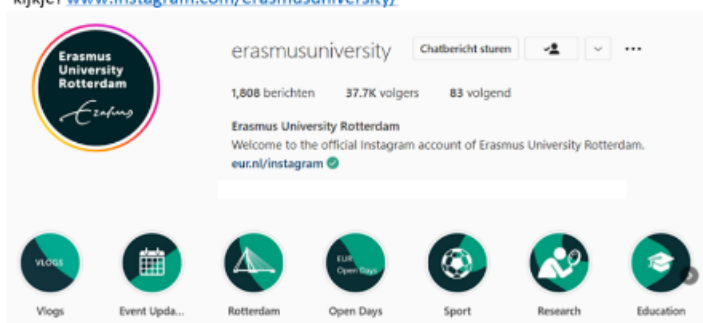 kijkje? www.instagram.com/erasmusuniversity/
Erasmus
University
Rotterdam
Erasmus
erasmusuniversity Chatbericht sturen
1,808 berichten 37.7K volgers 83 volgend
Erasmus University Rotterdam
Welcome to the official Instagram account of Erasmus University Rotterdam.
eur.nl/instagram
VLOGS
EUR
Open Days
Vlogs Event Upda... Rotterdam Open Days Sport Research Education